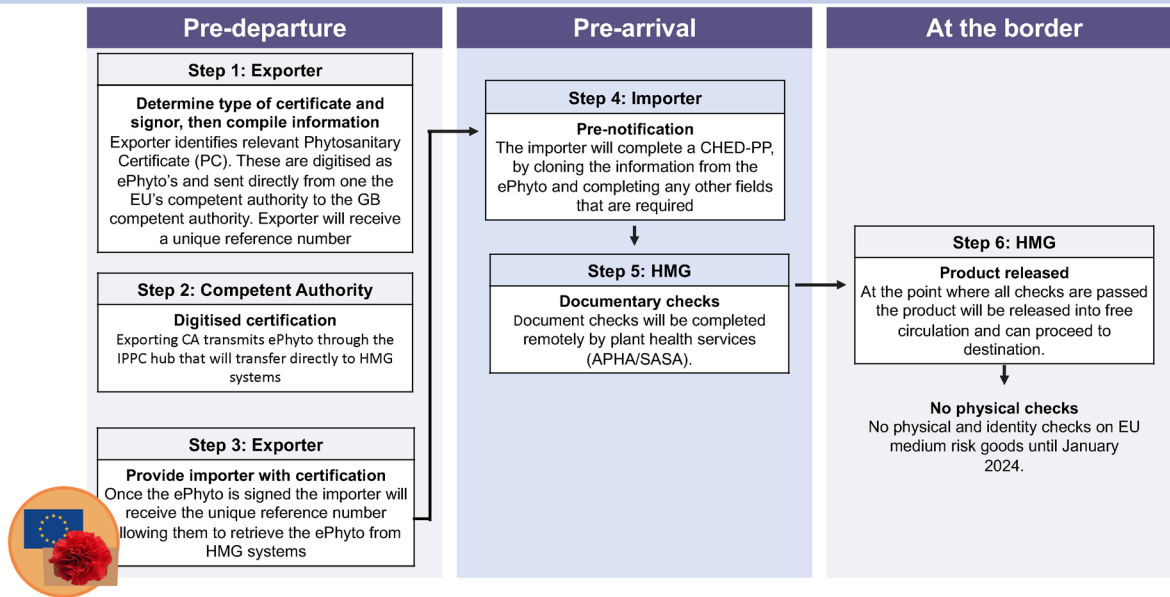 Pre-departure
Step 1: Exporter
Determine type of certificate and
signor, then compile information
Exporter identifies relevant Phytosanitary
Certificate (PC). These are digitised as
ePhyto's and sent directly from one the
EU's competent authority to the GB
competent authority. Exporter will receive
a unique reference number
Step 2: Competent Authority
Digitised certification
Exporting CA transmits ePhyto through the
IPPC hub that will transfer directly to HMG
systems
Step 3: Exporter
Provide importer with certification
Once the ePhyto is signed the importer will
receive the unique reference number
llowing them to retrieve the ePhyto from
HMG systems
Pre-arrival
Step 4: Importer
Pre-notification
The importer will complete a CHED-PP,
by cloning the information from the
ePhyto and completing any other fields
that are required
Step 5: HMG
Documentary checks
Document checks will be completed
remotely by plant health services
(APHA/SASA).
At the border
Step 6: HMG
Product released
At the point where all checks are passed
the product will be released into free
circulation and can proceed to
destination.
No physical checks
No physical and identity checks on EU
medium risk goods until January
2024.